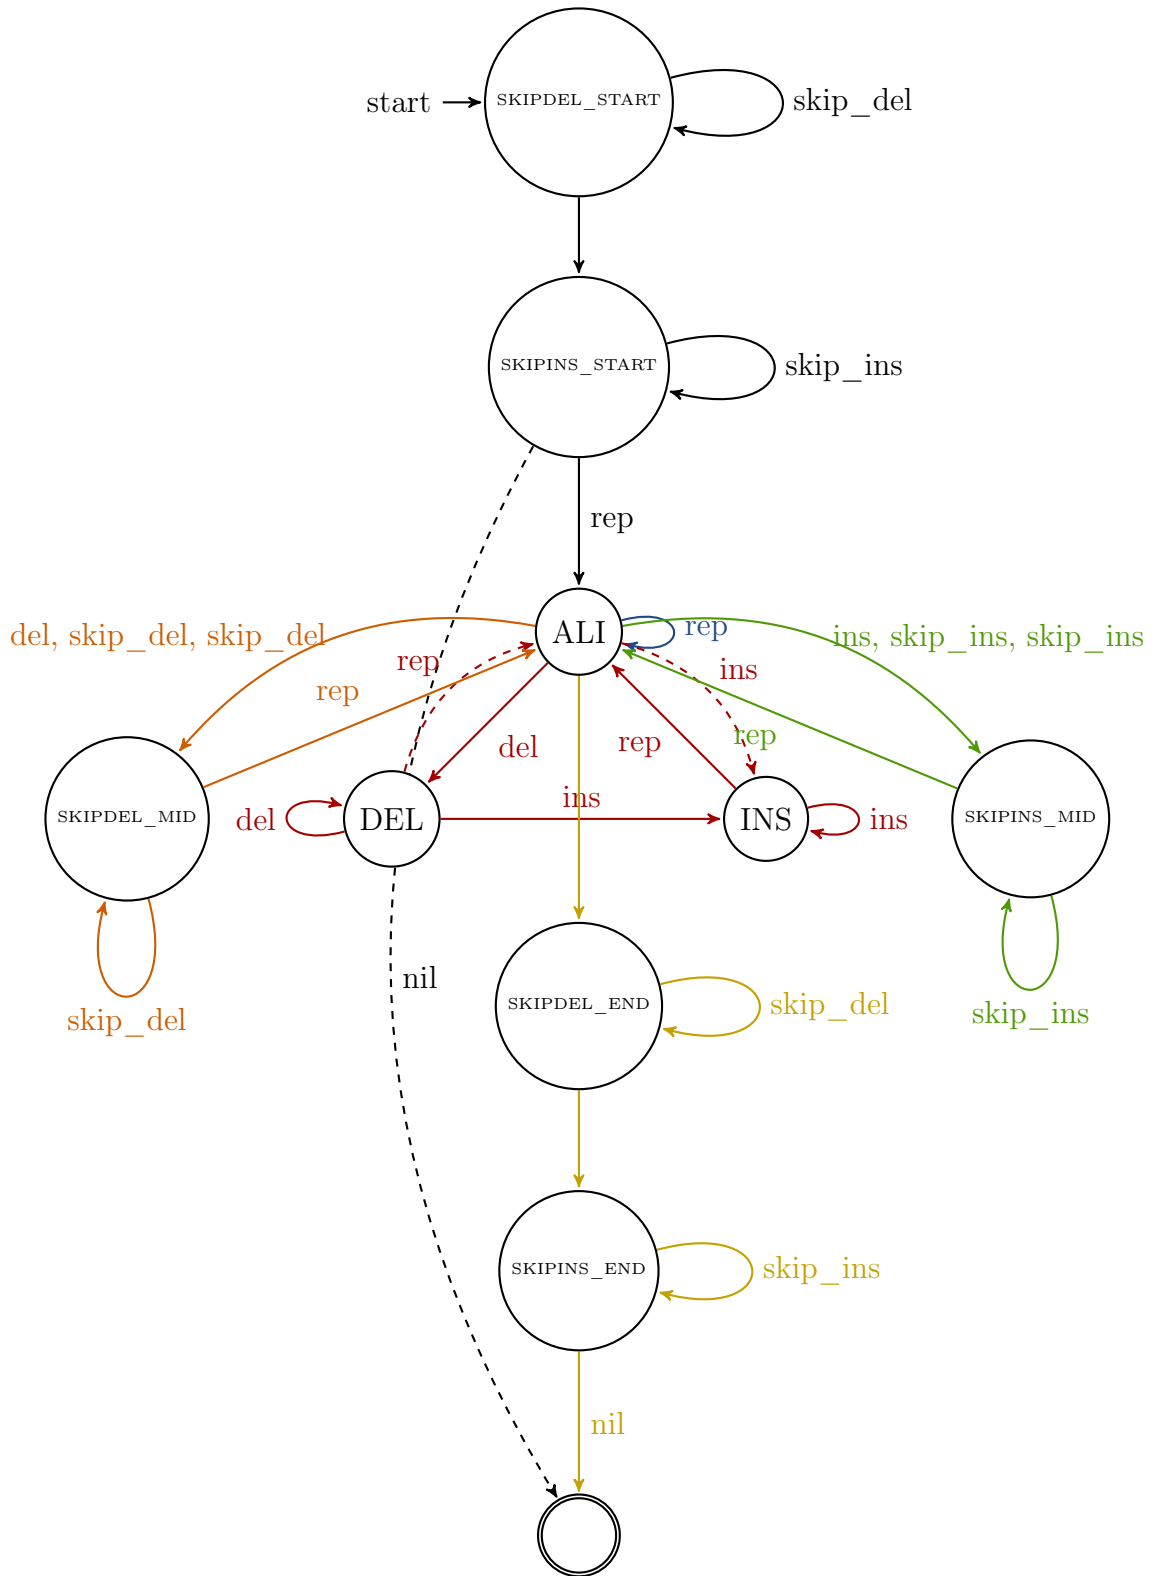 SKIPDEL_START
start
skip_del
SKIPINS_START
skip_ins
rep
ALI
rep
del, skip_del, skip_del
ins, skip_ins, skip_ins
rep
ins
rep
del
rep
rep
ins
SKIPDEL_MID
del
DEL
INS
ins
SKIPINS_MID
nil
SKIPDEL_END
skip_del
skip_del
skip_ins
SKIPINS_END
skip_ins
nil